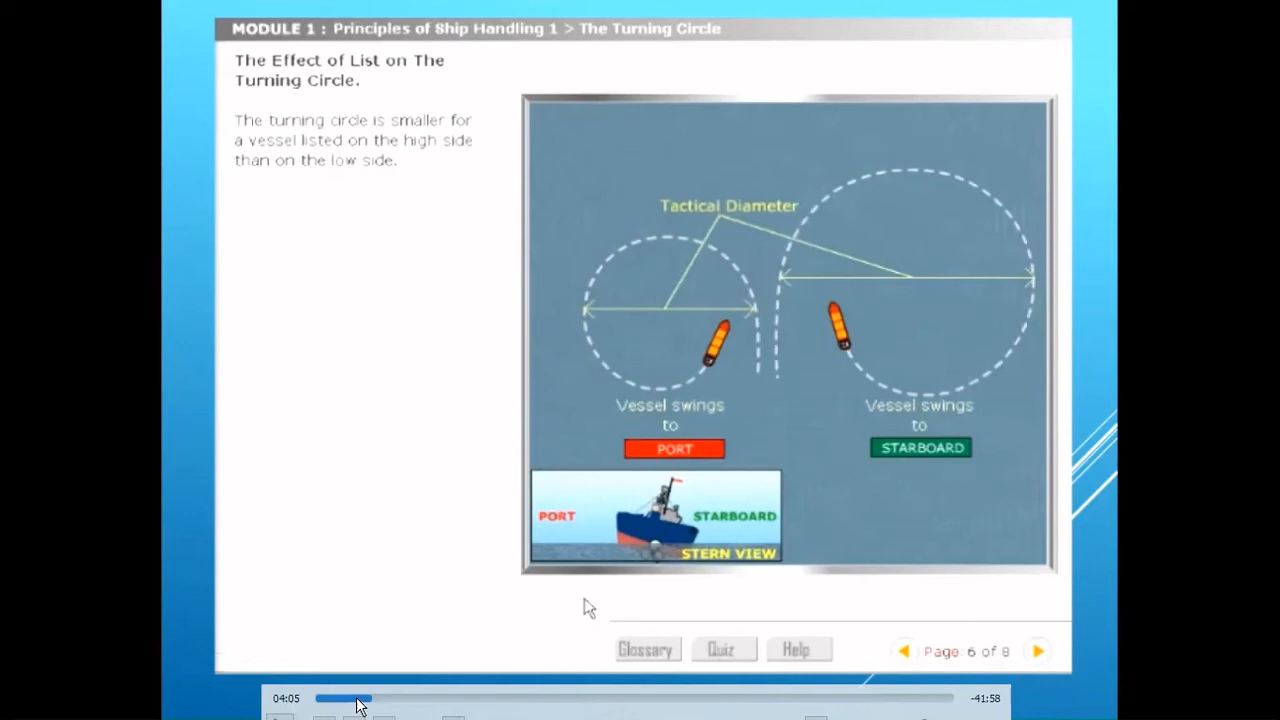 MODULE 1 : Principles of Ship Handling 1 > The Turning Circle
The Effect of List on The
Turning Circle.
The turning circle is smaller for
a vessel listed on the high side
than on the low side.
Tactical Diameter
Vessel swings
to
PORT
Vessel swings
to
STARBOARD
PORT
STARBOARD
STERN VIEW
Glossary
Quiz
Help
Page: 6 of 8
04:05
-41:58